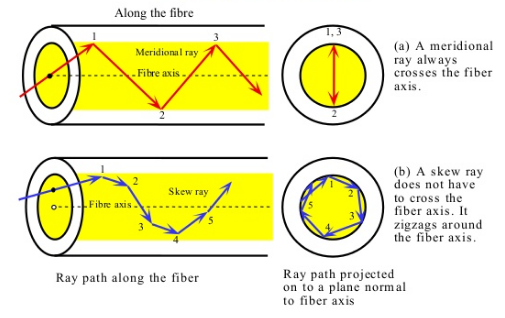 Along the fibre
1
3
Meridional ray
Fibre axis
2
1, 3
2
(a) A meridional
ray always
crosses the fiber
axis.
1
2
Skew ray
Fibre axis
3
4
5
1
2
3
4
5
(b) A skew ray
does not have
to cross the
fiber axis. It
zigzags around
the fiber axis.
Ray path along the fiber
Ray path projected
on to a plane normal
to fiber axis